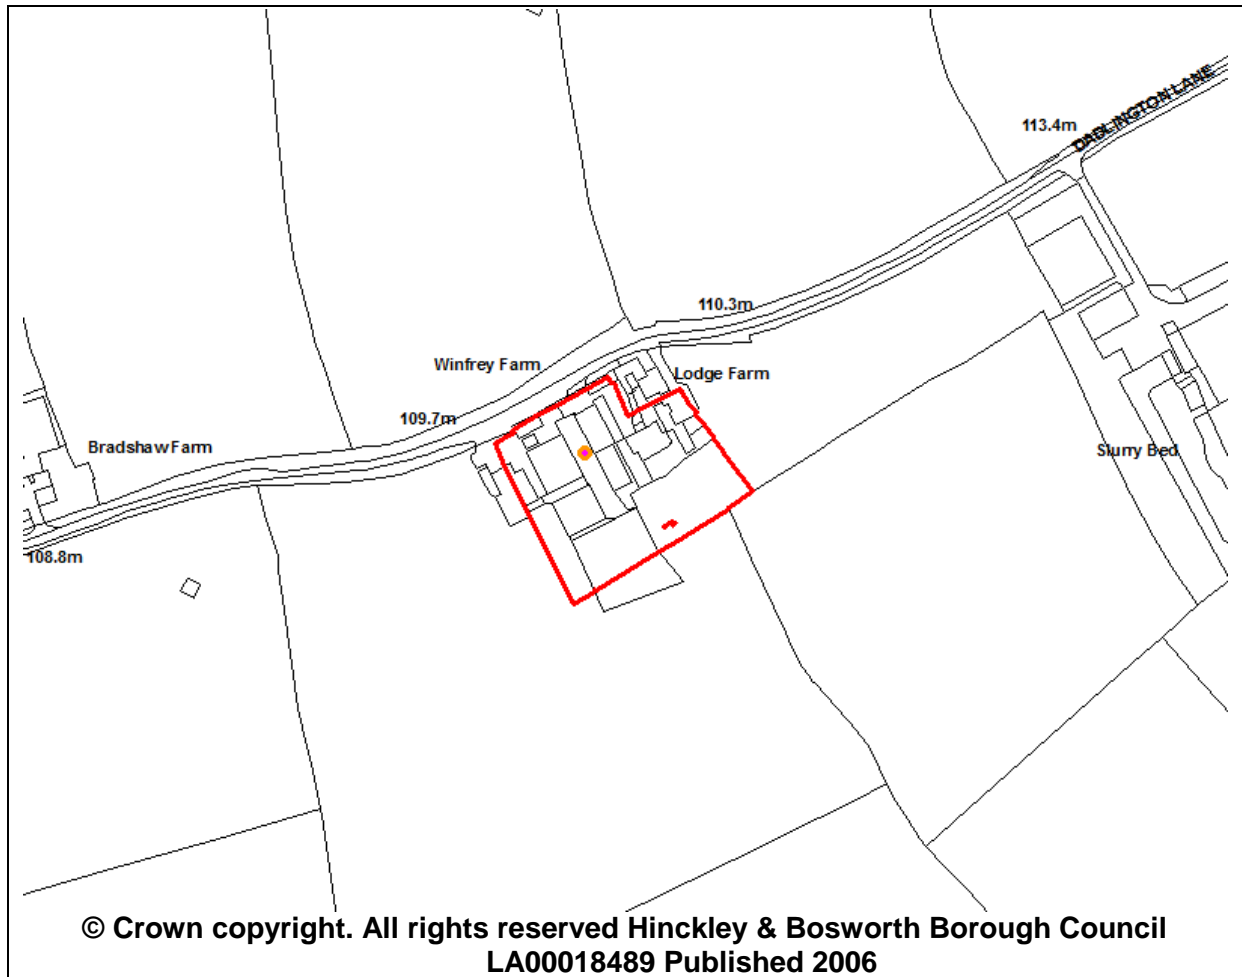 DADLINGTON LANE
113.4m
110.3m
Winfrey Farm
Lodge Farm
109.7m
Bradshaw Farm
Slurry Bed
108.8m
© Crown copyright. All rights reserved Hinckley & Bosworth Borough Council
LA00018489 Published 2006